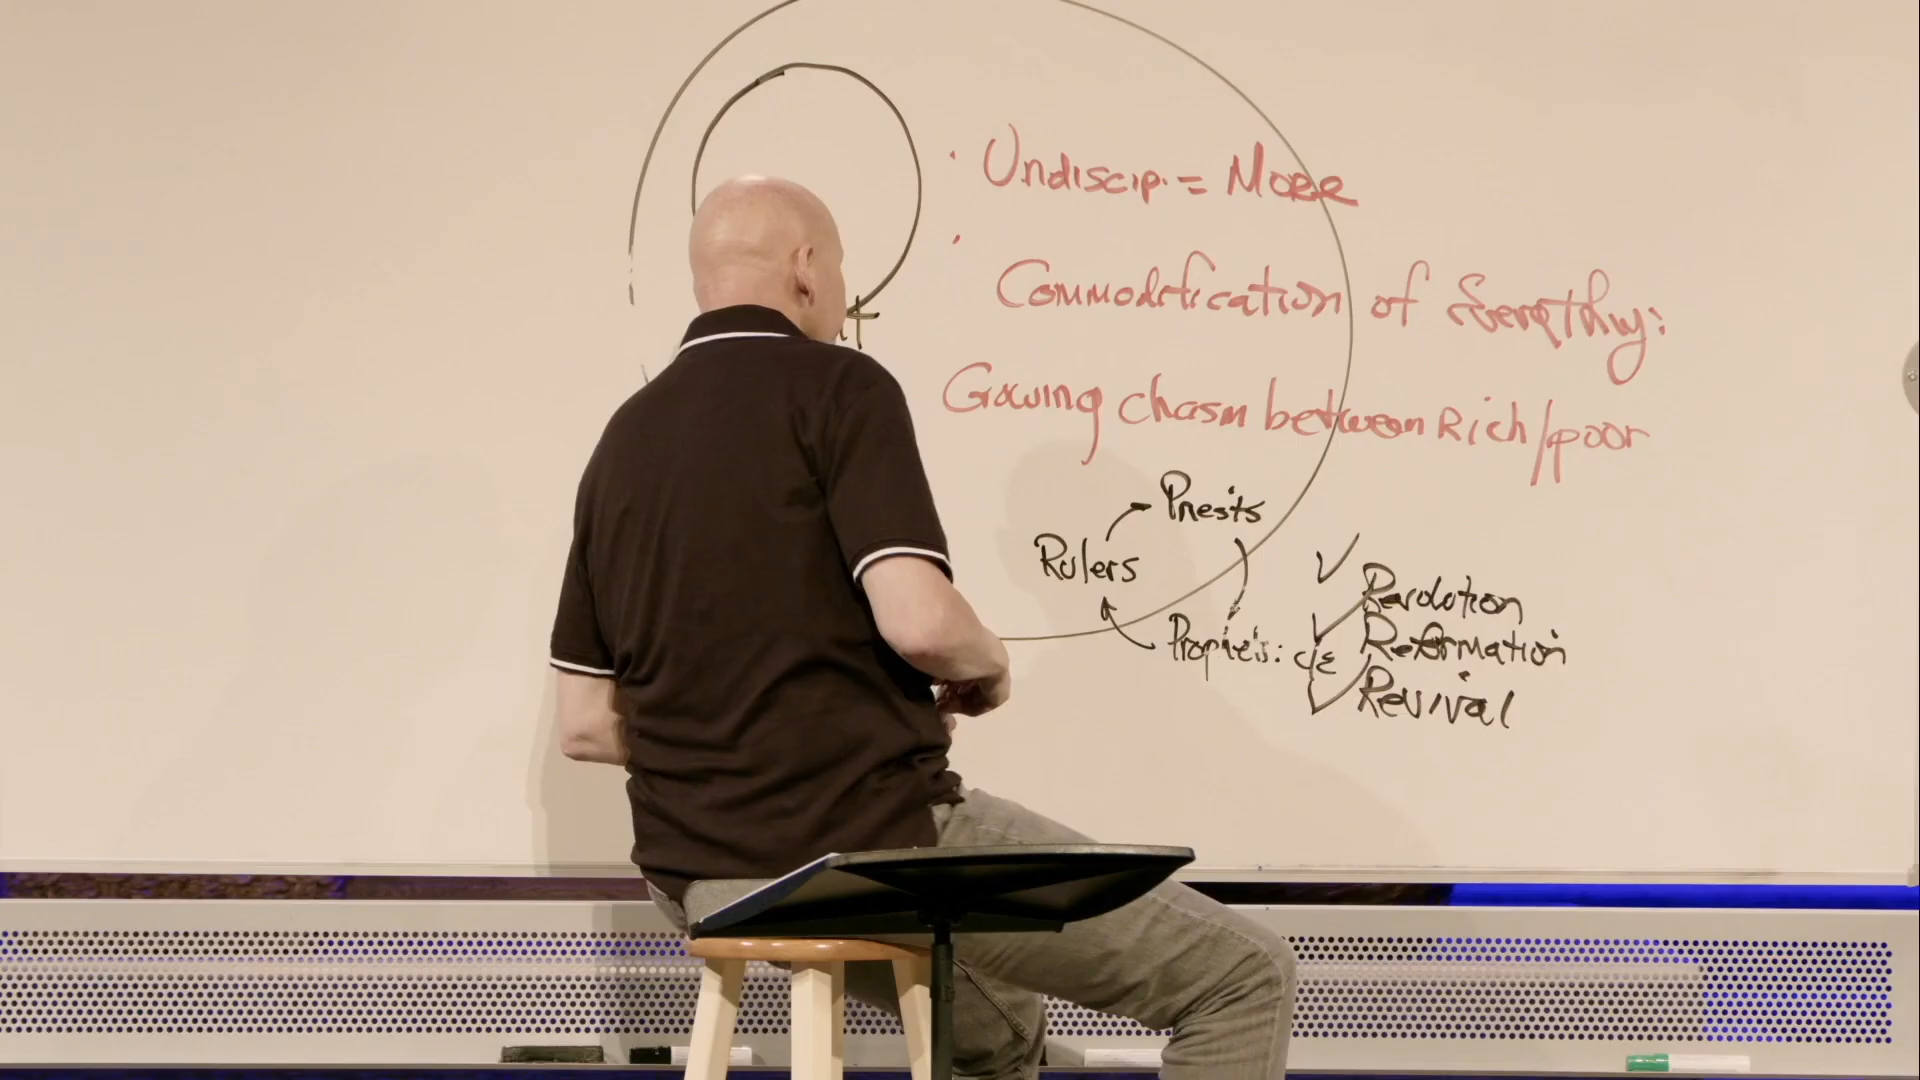 · Undiscip. = More
· Commodification of Everything:
Growing chasm between Rich/poor
Priests
Rulers
Prophets: c/e
✓ Revolution
✓ Reformation
✓ Revival